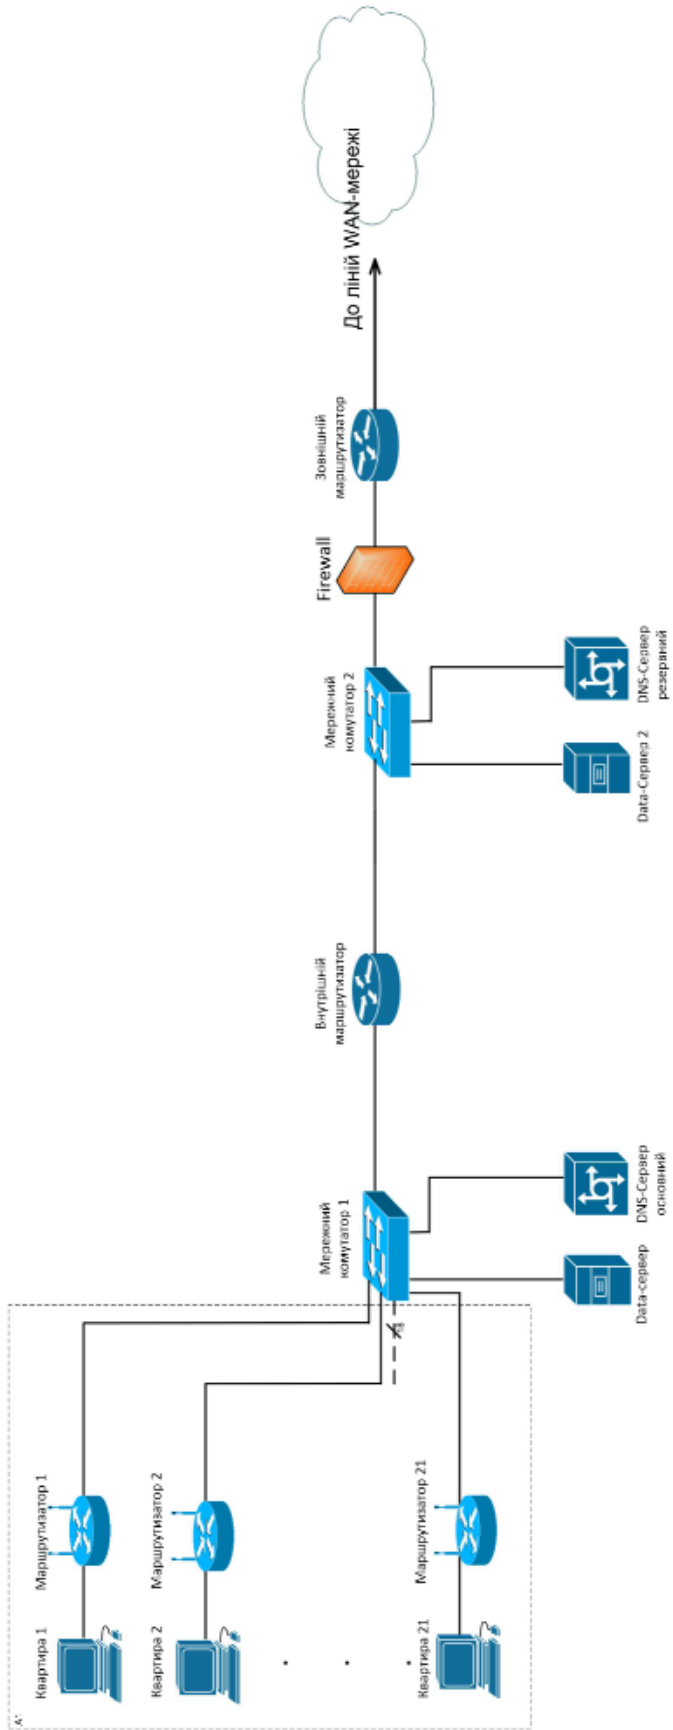 А'
Квартира 1
Маршрутизатор 1
Квартира 2
Маршрутизатор 2
Квартира 21
Маршрутизатор 21
18
Мережний
комутатор 1
Data-сервер
DNS-Сервер
основний
Внутрішній
маршрутизатор
Мережний
комутатор 2
Data-Сервер 2
DNS-Сервер
резервний
Firewall
Зовнішній
маршрутизатор
До ліній WAN-мережі